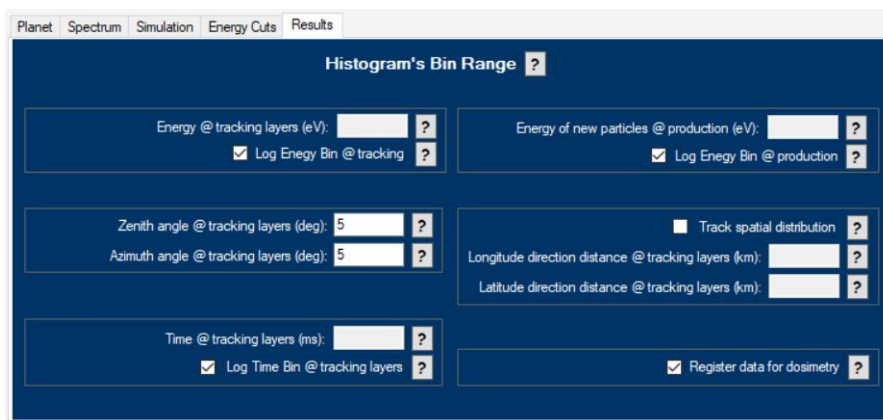 Planet Spectrum Simulation Energy Cuts Results
Histogram's Bin Range ?
Energy @ tracking layers (eV): ?
Log Enegy Bin @ tracking ?
Energy of new particles @ production (eV): ?
Log Enegy Bin @ production ?
Zenith angle @ tracking layers (deg): 5 ?
Azimuth angle @ tracking layers (deg): 5 ?
Track spatial distribution ?
Longitude direction distance @ tracking layers (km): ?
Latitude direction distance @ tracking layers (km): ?
Time @ tracking layers (ms): ?
Log Time Bin @ tracking layers ?
Register data for dosimetry ?